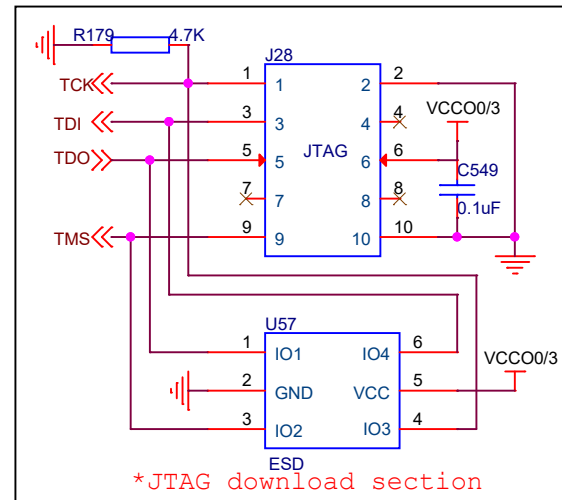 R179 4.7K
J28
TCK 1 1 2 2
TDI 3 3 4 4 VCCO0/3
TDO 5 5 JTAG 6 6
C549
7 7 8 8 0.1uF
TMS 9 9 10 10
U57
1 IO1 IO4 6 VCCO0/3
2 GND VCC 5
3 IO2 IO3 4
ESD
*JTAG download section